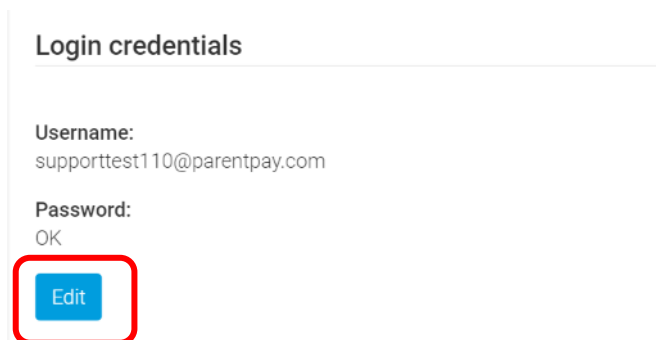 Login credentials
Username:
supporttest110@parentpay.com
Password:
OK
Edit